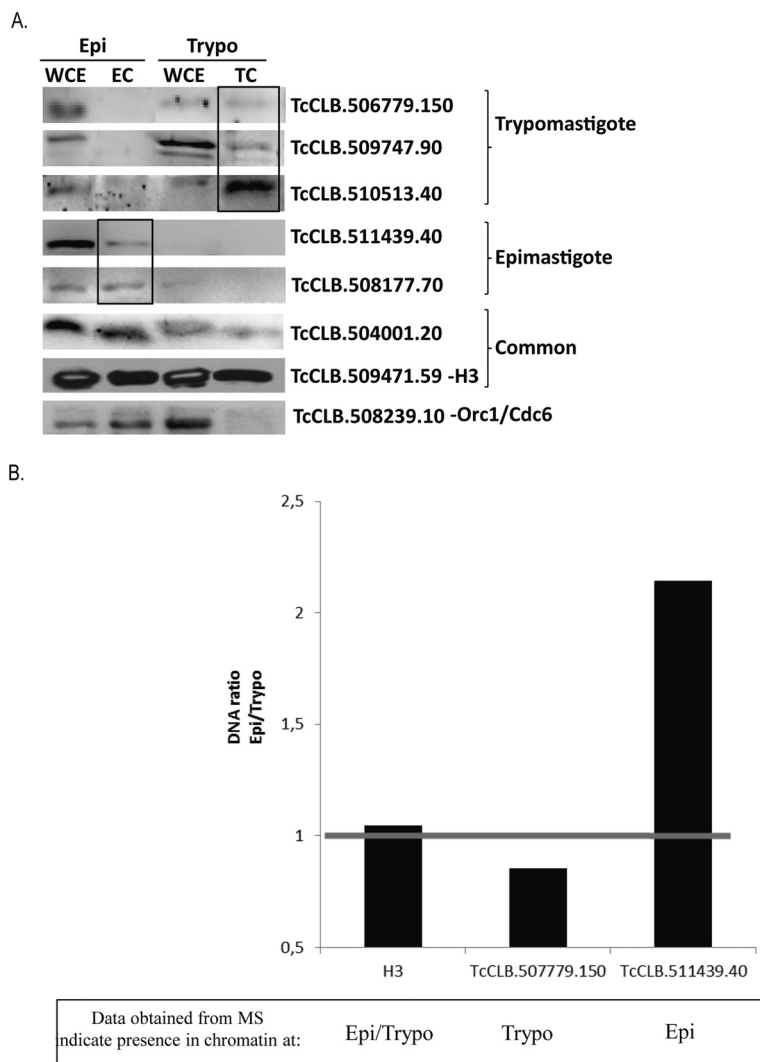 A.
Epi Trypo
WCE EC WCE TC
TcCLB.506779.150
TcCLB.509747.90
TcCLB.510513.40
Trypomastigote
TcCLB.511439.40
TcCLB.508177.70
Epimastigote
TcCLB.504001.20
TcCLB.509471.59 -H3
Common
TcCLB.508239.10 -Orc1/Cdc6
B.
2,5
2
1,5
1
0,5
DNA ratio
Epi/Trypo
H3 TcCLB.507779.150 TcCLB.511439.40
Data obtained from MS
indicate presence in chromatin at:
Epi/Trypo Trypo Epi